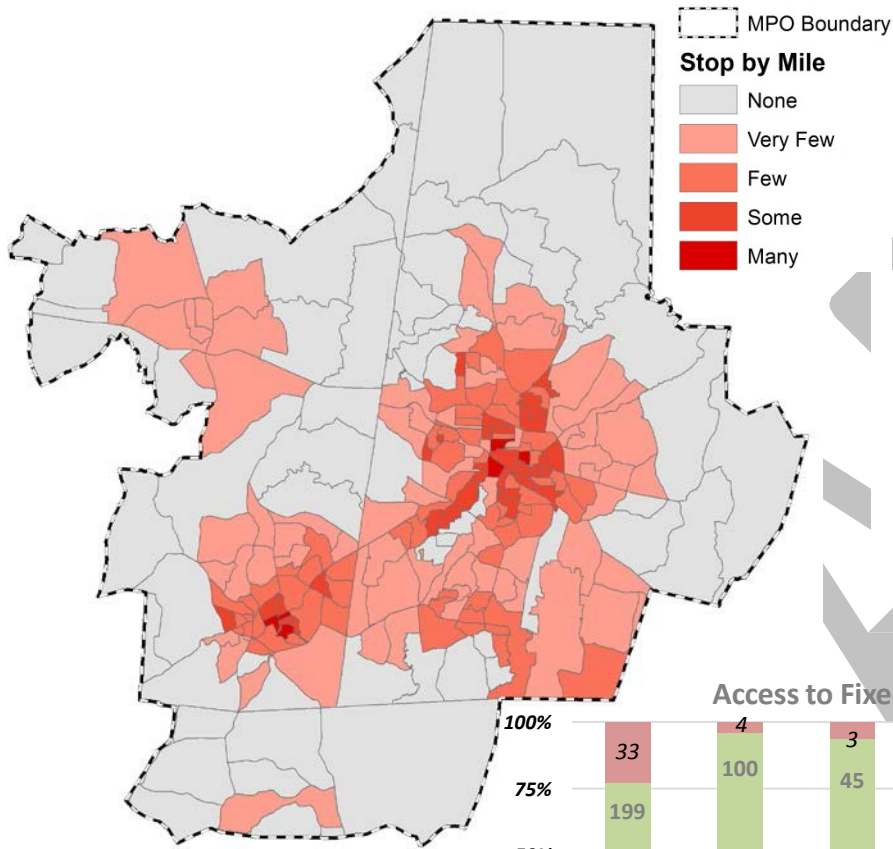 MPO Boundary
Stop by Mile
None
Very Few
Few
Some
Many
Access to Fixe
100%
33
4
3
100
45
75%
199